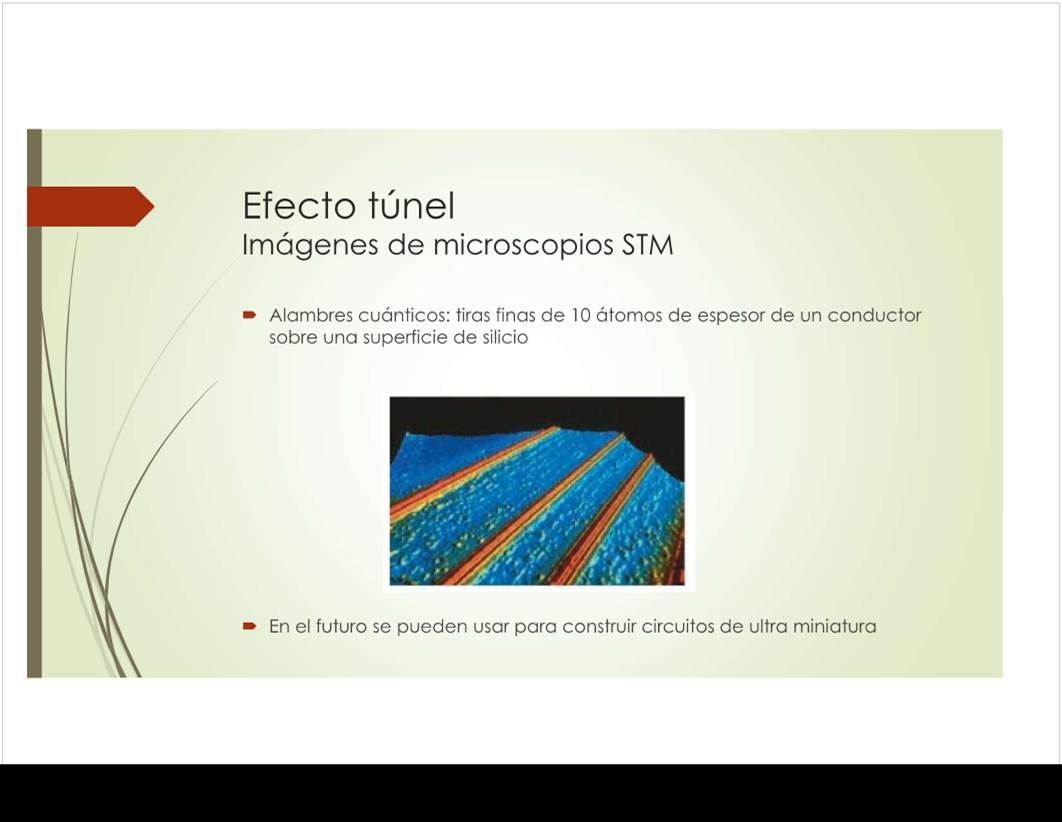 Efecto túnel
Imágenes de microscopios STM
Alambres cuánticos: tiras finas de 10 átomos de espesor de un conductor
sobre una superficie de silicio
En el futuro se pueden usar para construir circuitos de ultra miniatura